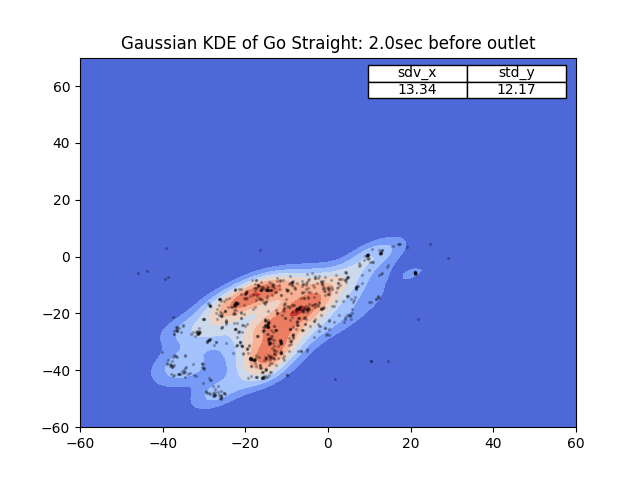 Gaussian KDE of Go Straight: 2.0sec before outlet
sdv_x std_y
13.34 12.17
60
40
20
0
−20
−40
−60
−60 −40 −20 0 20 40 60